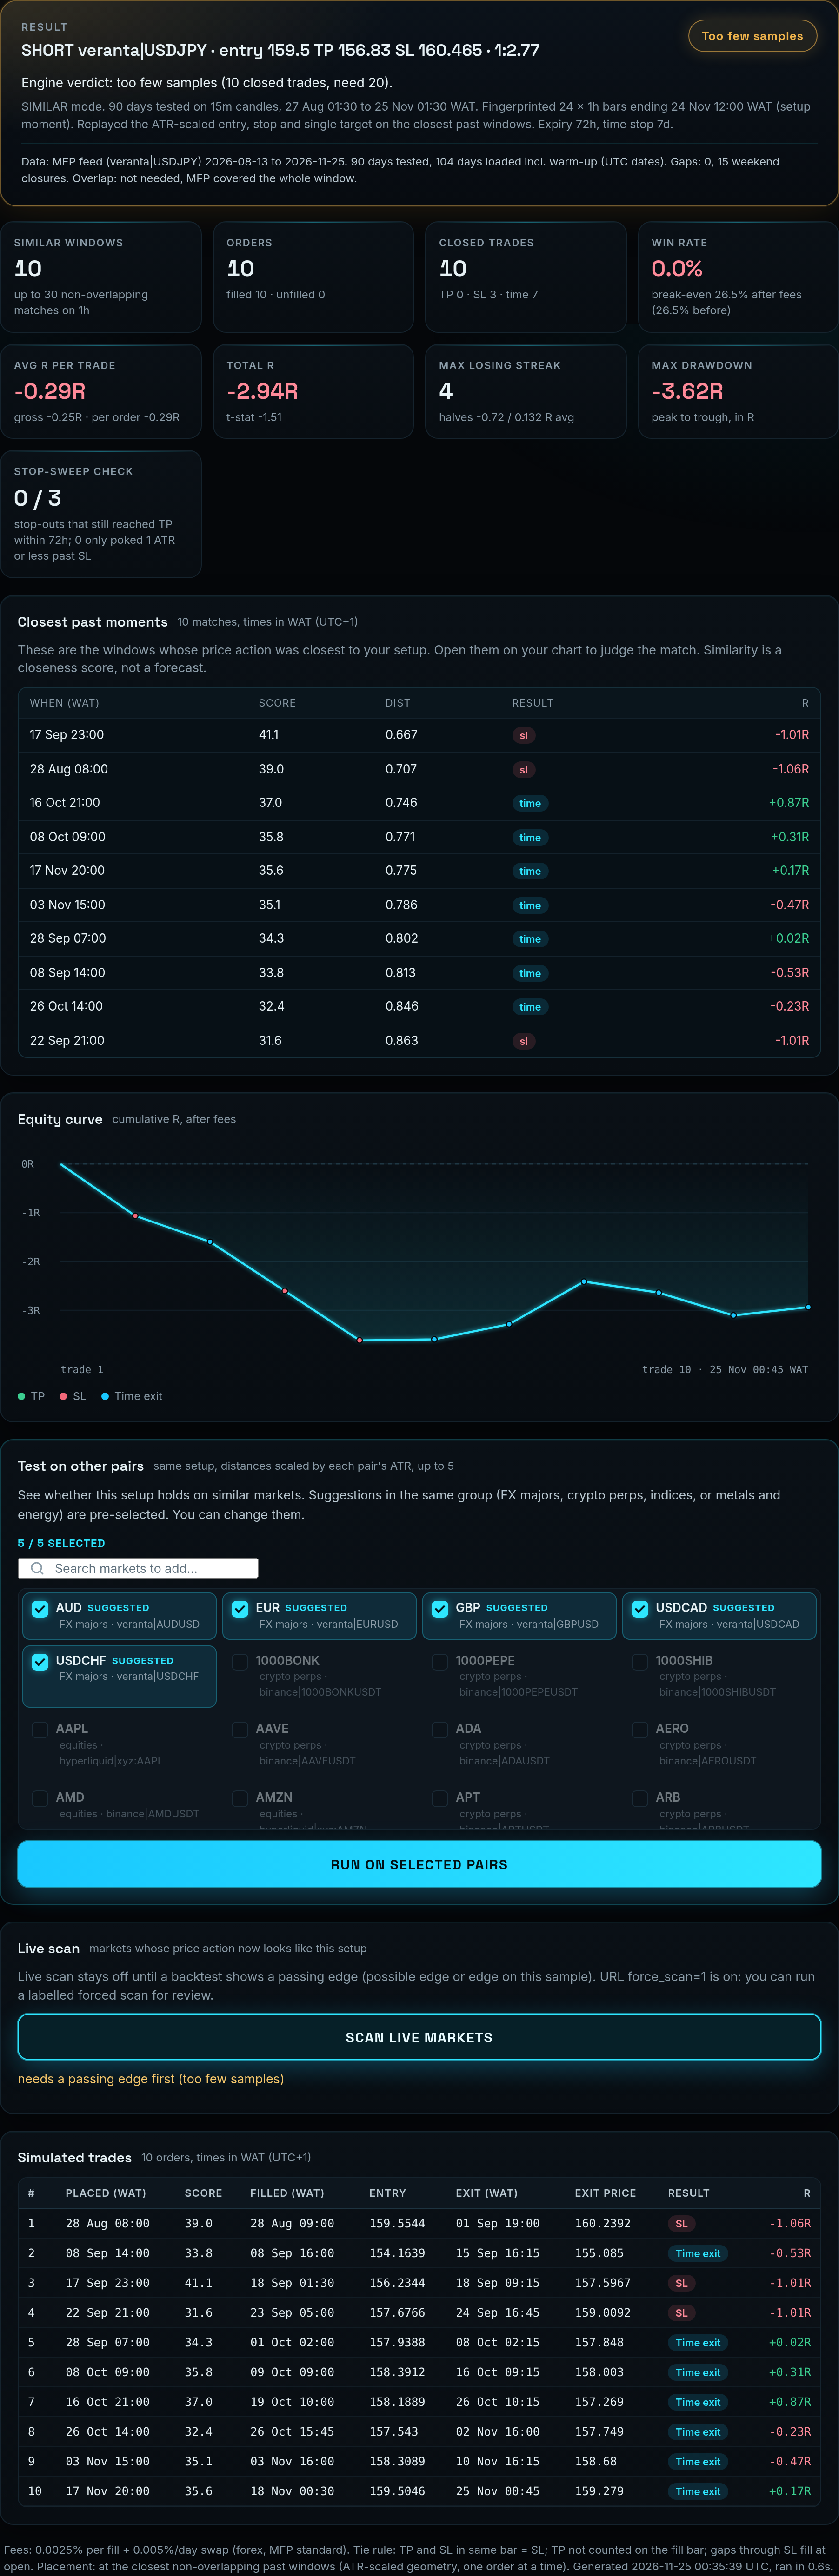 RESULT
SHORT veranta|USDJPY · entry 159.5 TP 156.83 SL 160.465 · 1:2.77
Too few samples
Engine verdict: too few samples (10 closed trades, need 20).
SIMILAR mode. 90 days tested on 15m candles, 27 Aug 01:30 to 25 Nov 01:30 WAT. Fingerprinted 24 × 1h bars ending 24 Nov 12:00 WAT (setup
moment). Replayed the ATR-scaled entry, stop and single target on the closest past windows. Expiry 72h, time stop 7d.
Data: MFP feed (veranta|USDJPY) 2026-08-13 to 2026-11-25. 90 days tested, 104 days loaded incl. warm-up (UTC dates). Gaps: 0, 15 weekend
closures. Overlap: not needed, MFP covered the whole window.
SIMILAR WINDOWS
10
up to 30 non-overlapping
matches on 1h
ORDERS
10
filled 10 · unfilled 0
CLOSED TRADES
10
TP 0 · SL 3 · time 7
WIN RATE
0.0%
break-even 26.5% after fees
(26.5% before)
AVG R PER TRADE
-0.29R
gross -0.25R · per order -0.29R
TOTAL R
-2.94R
t-stat -1.51
MAX LOSING STREAK
4
halves -0.72 / 0.132 R avg
MAX DRAWDOWN
-3.62R
peak to trough, in R
STOP-SWEEP CHECK
0 / 3
stop-outs that still reached TP
within 72h; 0 only poked 1 ATR
or less past SL
Closest past moments 10 matches, times in WAT (UTC+1)
These are the windows whose price action was closest to your setup. Open them on your chart to judge the match. Similarity is a
closeness score, not a forecast.
WHEN (WAT) SCORE DIST RESULT R
17 Sep 23:00 41.1 0.667 sl -1.01R
28 Aug 08:00 39.0 0.707 sl -1.06R
16 Oct 21:00 37.0 0.746 time +0.87R
08 Oct 09:00 35.8 0.771 time +0.31R
17 Nov 20:00 35.6 0.775 time +0.17R
03 Nov 15:00 35.1 0.786 time -0.47R
28 Sep 07:00 34.3 0.802 time +0.02R
08 Sep 14:00 33.8 0.813 time -0.53R
26 Oct 14:00 32.4 0.846 time -0.23R
22 Sep 21:00 31.6 0.863 sl -1.01R
Equity curve cumulative R, after fees
0R
-1R
-2R
-3R
trade 1 trade 10 · 25 Nov 00:45 WAT
TP SL Time exit
Test on other pairs same setup, distances scaled by each pair's ATR, up to 5
See whether this setup holds on similar markets. Suggestions in the same group (FX majors, crypto perps, indices, or metals and
energy) are pre-selected. You can change them.
5 / 5 SELECTED
Search markets to add...
AUD SUGGESTED
FX majors · veranta|AUDUSD
EUR SUGGESTED
FX majors · veranta|EURUSD
GBP SUGGESTED
FX majors · veranta|GBPUSD
USDCAD SUGGESTED
FX majors · veranta|USDCAD
USDCHF SUGGESTED
FX majors · veranta|USDCHF
1000BONK
crypto perps ·
binance|1000BONKUSDT
1000PEPE
crypto perps ·
binance|1000PEPEUSDT
1000SHIB
crypto perps ·
binance|1000SHIBUSDT
AAPL
equities ·
hyperliquid|xyz:AAPL
AAVE
crypto perps ·
binance|AAVEUSDT
ADA
crypto perps ·
binance|ADAUSDT
AERO
crypto perps ·
binance|AEROUSDT
AMD
equities · binance|AMDUSDT
AMZN
equities ·
APT
crypto perps ·
ARB
crypto perps ·
RUN ON SELECTED PAIRS
Live scan markets whose price action now looks like this setup
Live scan stays off until a backtest shows a passing edge (possible edge or edge on this sample). URL force_scan=1 is on: you can run
a labelled forced scan for review.
SCAN LIVE MARKETS
needs a passing edge first (too few samples)
Simulated trades 10 orders, times in WAT (UTC+1)
# PLACED (WAT) SCORE FILLED (WAT) ENTRY EXIT (WAT) EXIT PRICE RESULT R
1 28 Aug 08:00 39.0 28 Aug 09:00 159.5544 01 Sep 19:00 160.2392 SL -1.06R
2 08 Sep 14:00 33.8 08 Sep 16:00 154.1639 15 Sep 16:15 155.085 Time exit -0.53R
3 17 Sep 23:00 41.1 18 Sep 01:30 156.2344 18 Sep 09:15 157.5967 SL -1.01R
4 22 Sep 21:00 31.6 23 Sep 05:00 157.6766 24 Sep 16:45 159.0092 SL -1.01R
5 28 Sep 07:00 34.3 01 Oct 02:00 157.9388 08 Oct 02:15 157.848 Time exit +0.02R
6 08 Oct 09:00 35.8 09 Oct 09:00 158.3912 16 Oct 09:15 158.003 Time exit +0.31R
7 16 Oct 21:00 37.0 19 Oct 10:00 158.1889 26 Oct 10:15 157.269 Time exit +0.87R
8 26 Oct 14:00 32.4 26 Oct 15:45 157.543 02 Nov 16:00 157.749 Time exit -0.23R
9 03 Nov 15:00 35.1 03 Nov 16:00 158.3089 10 Nov 16:15 158.68 Time exit -0.47R
10 17 Nov 20:00 35.6 18 Nov 00:30 159.5046 25 Nov 00:45 159.279 Time exit +0.17R
Fees: 0.0025% per fill + 0.005%/day swap (forex, MFP standard). Tie rule: TP and SL in same bar = SL; TP not counted on the fill bar; gaps through SL fill at
open. Placement: at the closest non-overlapping past windows (ATR-scaled geometry, one order at a time). Generated 2026-11-25 00:35:39 UTC, ran in 0.6s.